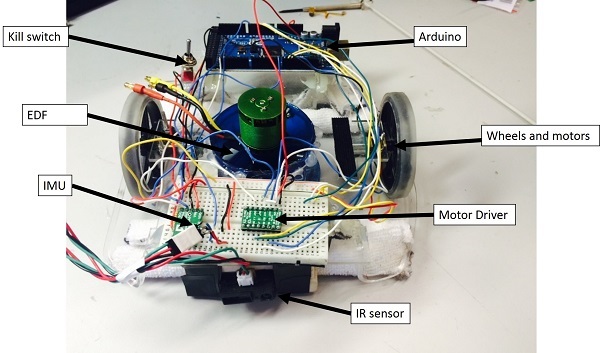 Kill switch
Arduino
EDF
Wheels and motors
IMU
Motor Driver
IR sensor